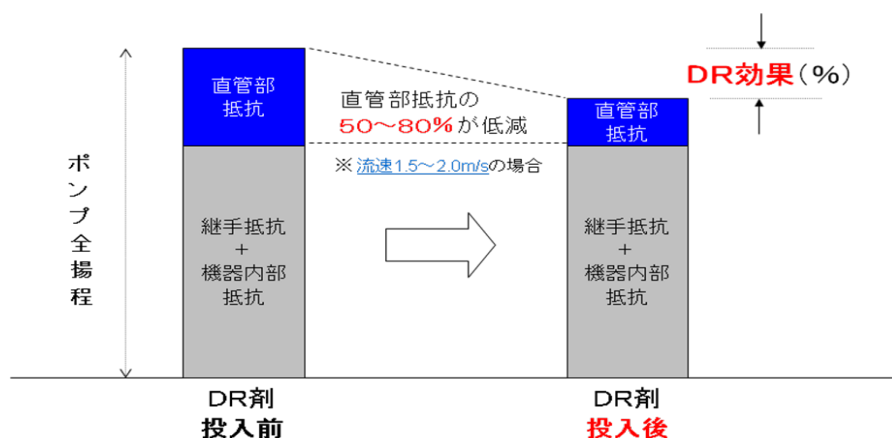 ポンプ全揚程
直管部
抵抗
継手抵抗
+
機器内部
抵抗
DR剤
投入前
直管部抵抗の
50～80%が低減
※ 流速1.5～2.0m/sの場合
直管部
抵抗
継手抵抗
+
機器内部
抵抗
DR剤
投入後
DR効果(%)